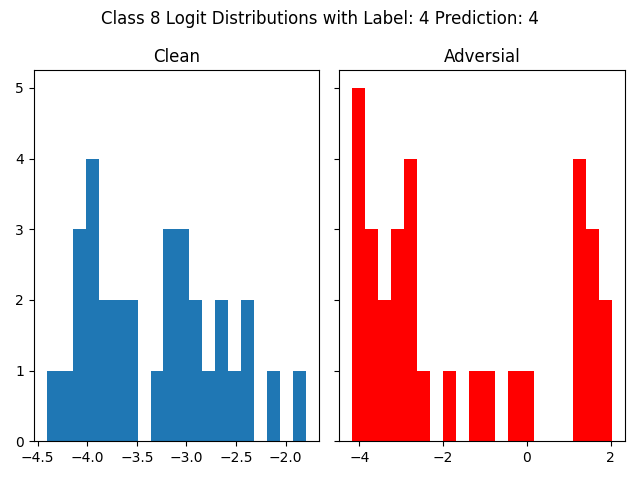 Class 8 Logit Distributions with Label: 4 Prediction: 4
Clean
Adversial
5
4
3
2
1
0
−4.5 −4.0 −3.5 −3.0 −2.5 −2.0
−4 −2 0 2